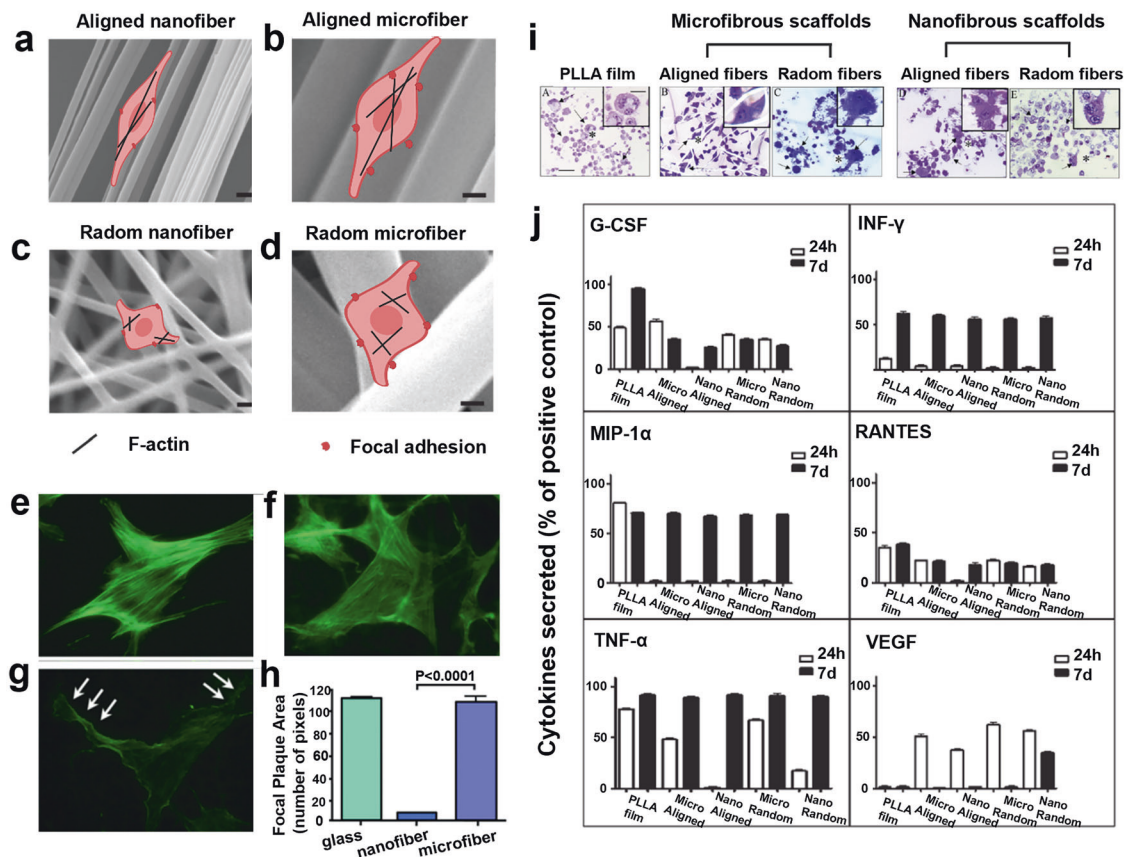 Aligned nanofiber
Aligned microfiber
a
b
Radom nanofiber
Radom microfiber
c
d
F-actin
Focal adhesion
e
f
g
h
P<0.0001
Focal Plaque Area
(number of pixels)
120
100
80
60
40
20
0
glass
nanofiber
microfiber
i
Microfibrous scaffolds
Nanofibrous scaffolds
PLLA film
Aligned fibers
Radom fibers
Aligned fibers
Radom fibers
A
B
C
D
E
*
*
*
*
*
j
Cytokines secreted (% of positive control)
G-CSF
24h
7d
100
50
0
PLLA film
Micro Aligned
Nano Aligned
Micro Random
Nano Random
INF-γ
24h
7d
100
50
0
PLLA film
Micro Aligned
Nano Aligned
Micro Random
Nano Random
MIP-1α
24h
7d
100
50
0
PLLA film
Micro Aligned
Nano Aligned
Micro Random
Nano Random
RANTES
24h
7d
100
50
0
PLLA film
Micro Aligned
Nano Aligned
Micro Random
Nano Random
TNF-α
24h
7d
100
50
0
PLLA film
Micro Aligned
Nano Aligned
Micro Random
Nano Random
VEGF
24h
7d
100
50
0
PLLA film
Micro Aligned
Nano Aligned
Micro Random
Nano Random